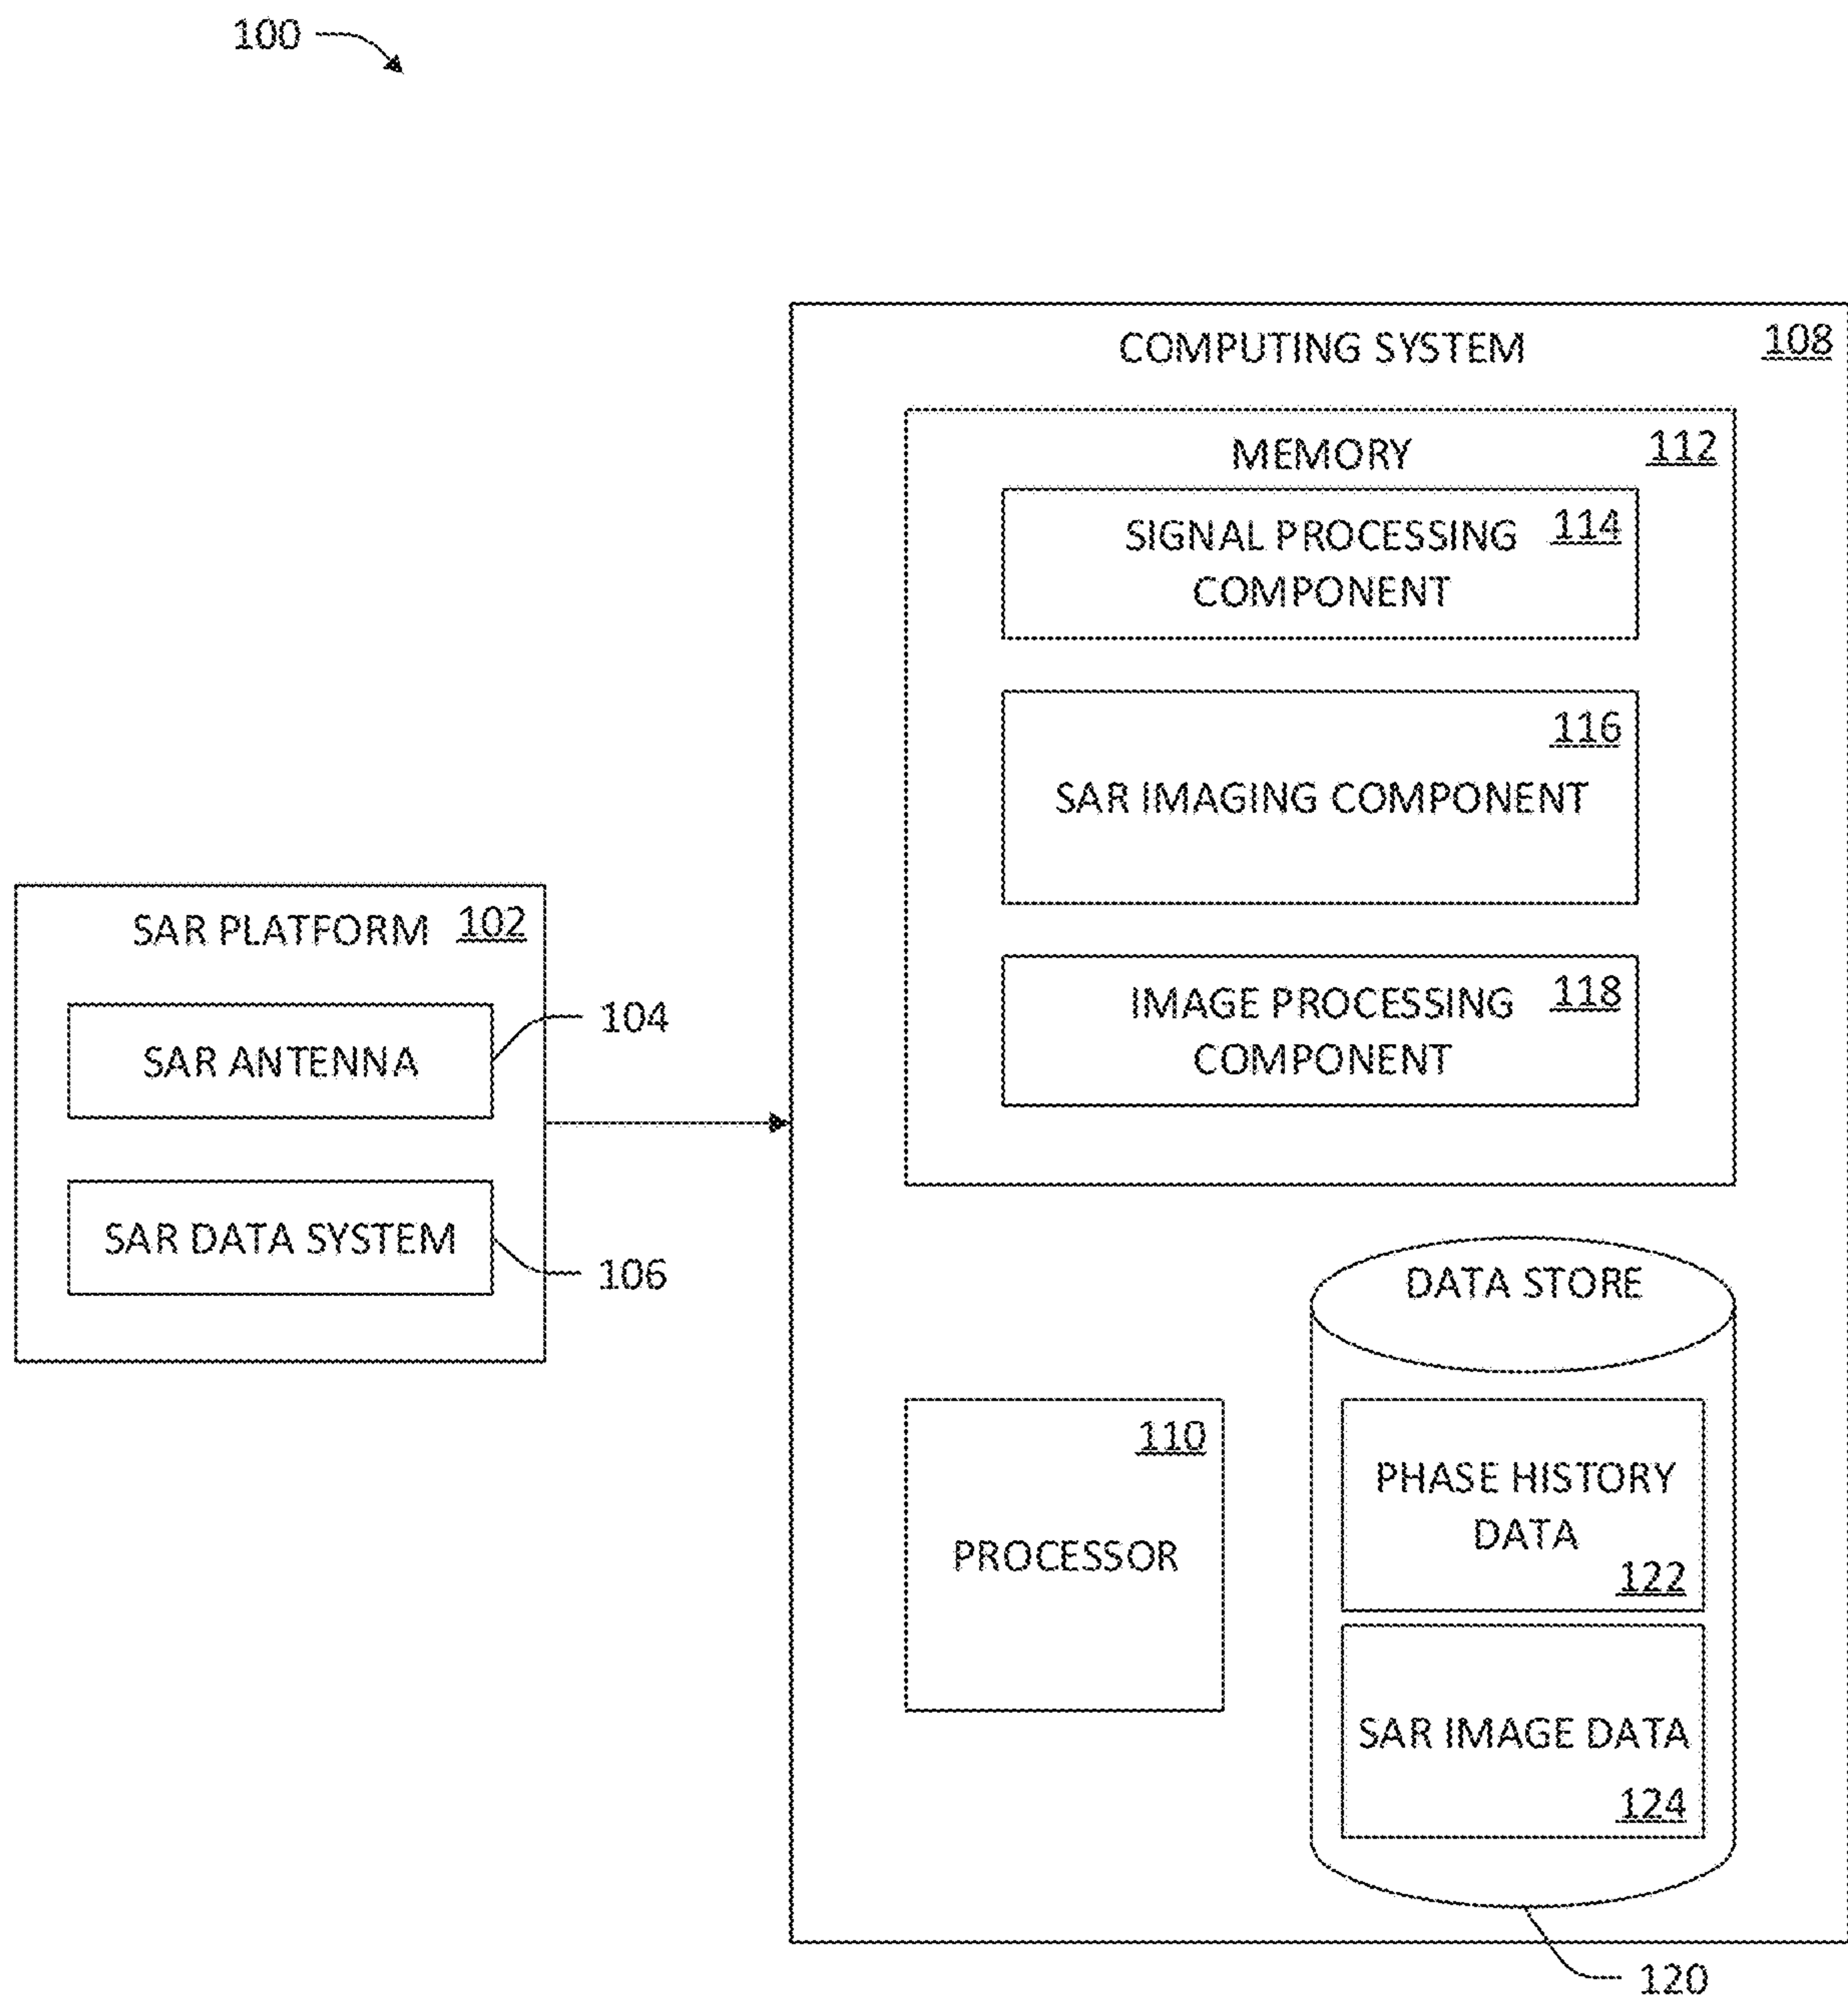 100
COMPUTING SYSTEM 108
MEMORY 112
SIGNAL PROCESSING 114
COMPONENT
116
SAR IMAGING COMPONENT
IMAGE PROCESSING 118
COMPONENT
SAR PLATFORM 102
SAR ANTENNA 104
SAR DATA SYSTEM 106
DATA STORE
110
PROCESSOR
PHASE HISTORY
DATA
122
SAR IMAGE DATA
124
120